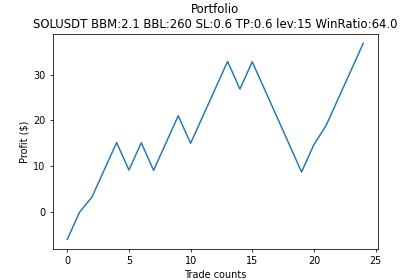 Portfolio
SOLUSDT BBM:2.1 BBL:260 SL:0.6 TP:0.6 lev:15 WinRatio:64.0
30
20
10
0
Profit ($)
0 5 10 15 20 25
Trade counts